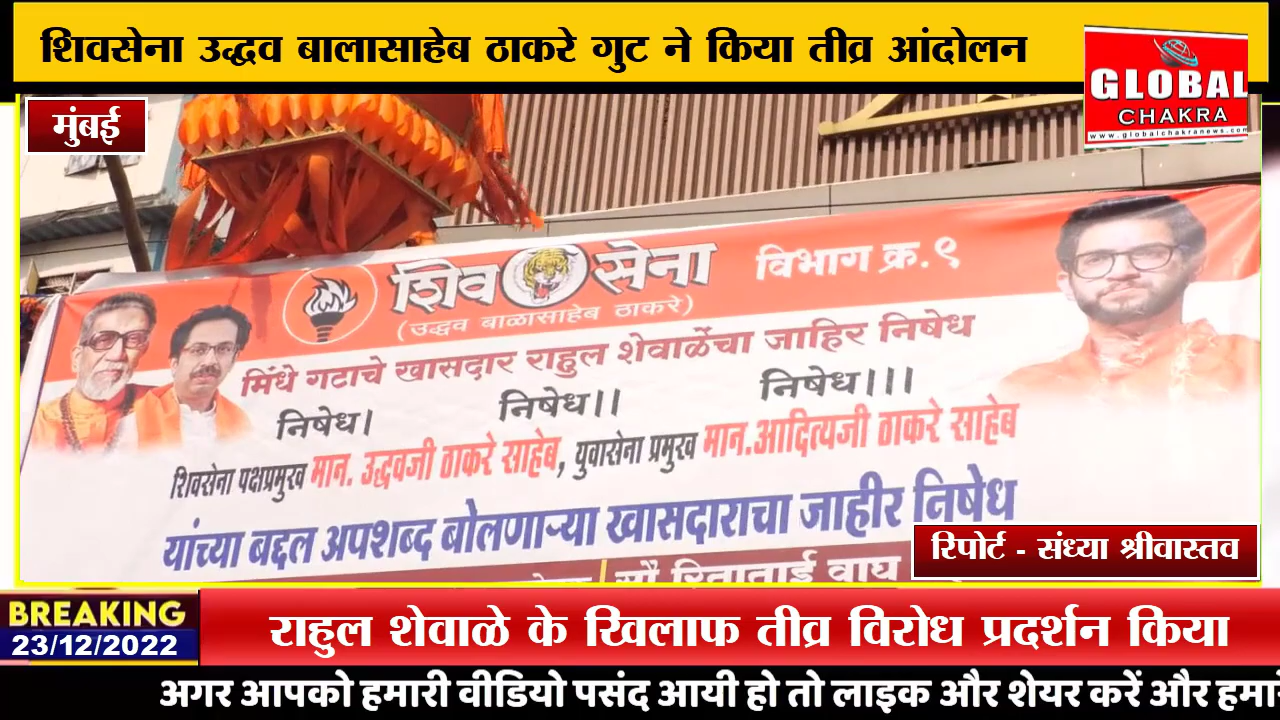 शिवसेना उद्धव बालासाहेब ठाकरे गुट ने किया तीव्र आंदोलन
GLOBAL
CHAKRA
www.globalchakranews.com
मुंबई
शिव सेना
विभाग क्र.९
(उद्धव बाळासाहेब ठाकरे)
मिंधे गटाचे खासदार राहुल शेवाळेंचा जाहिर निषेध
निषेध। निषेध।। निषेध।।।
शिवसेना पक्षप्रमुख मान. उद्धवजी ठाकरे साहेब, युवासेना प्रमुख मान.आदित्यजी ठाकरे साहेब
यांच्या बद्दल अपशब्द बोलणाऱ्या खासदाराचा जाहीर निषेध
सौ रिताताई वाघ
रिपोर्ट - संध्या श्रीवास्तव
BREAKING
23/12/2022
राहुल शेवाळे के खिलाफ तीव्र विरोध प्रदर्शन किया
अगर आपको हमारी वीडियो पसंद आयी हो तो लाइक और शेयर करें और हमा